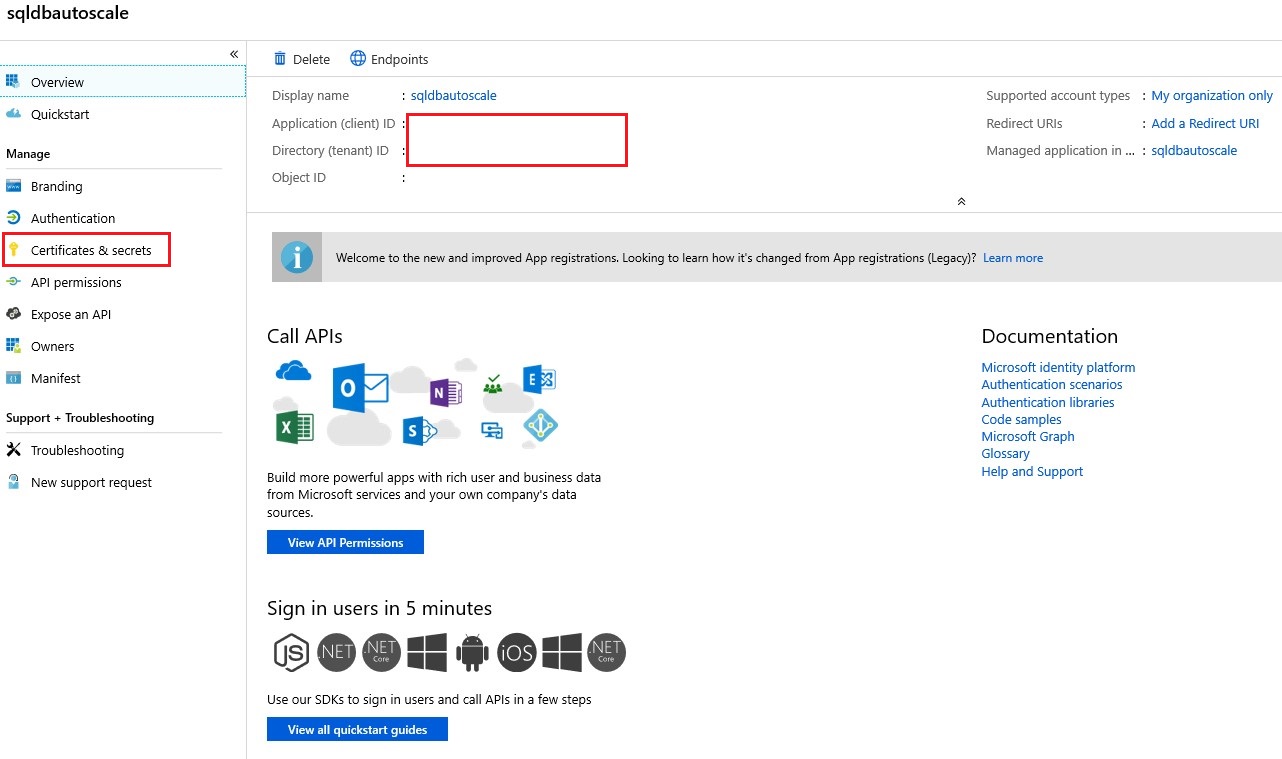 sqldbautoscale
«
Overview
Quickstart
Manage
Branding
Authentication
Certificates & secrets
API permissions
Expose an API
Owners
Manifest
Support + Troubleshooting
Troubleshooting
New support request
Delete
Endpoints
Display name : sqldbautoscale
Application (client) ID :
Directory (tenant) ID :
Object ID :
Supported account types : My organization only
Redirect URIs : Add a Redirect URI
Managed application in ... : sqldbautoscale
i
Welcome to the new and improved App registrations. Looking to learn how it's changed from App registrations (Legacy)? Learn more
Call APIs
O
N
E
X
S
Build more powerful apps with rich user and business data
from Microsoft services and your own company's data
sources.
View API Permissions
Sign in users in 5 minutes
JS
.NET
.NET
Core
iOS
.NET
Core
Use our SDKs to sign in users and call APIs in a few steps
View all quickstart guides
Documentation
Microsoft identity platform
Authentication scenarios
Authentication libraries
Code samples
Microsoft Graph
Glossary
Help and Support